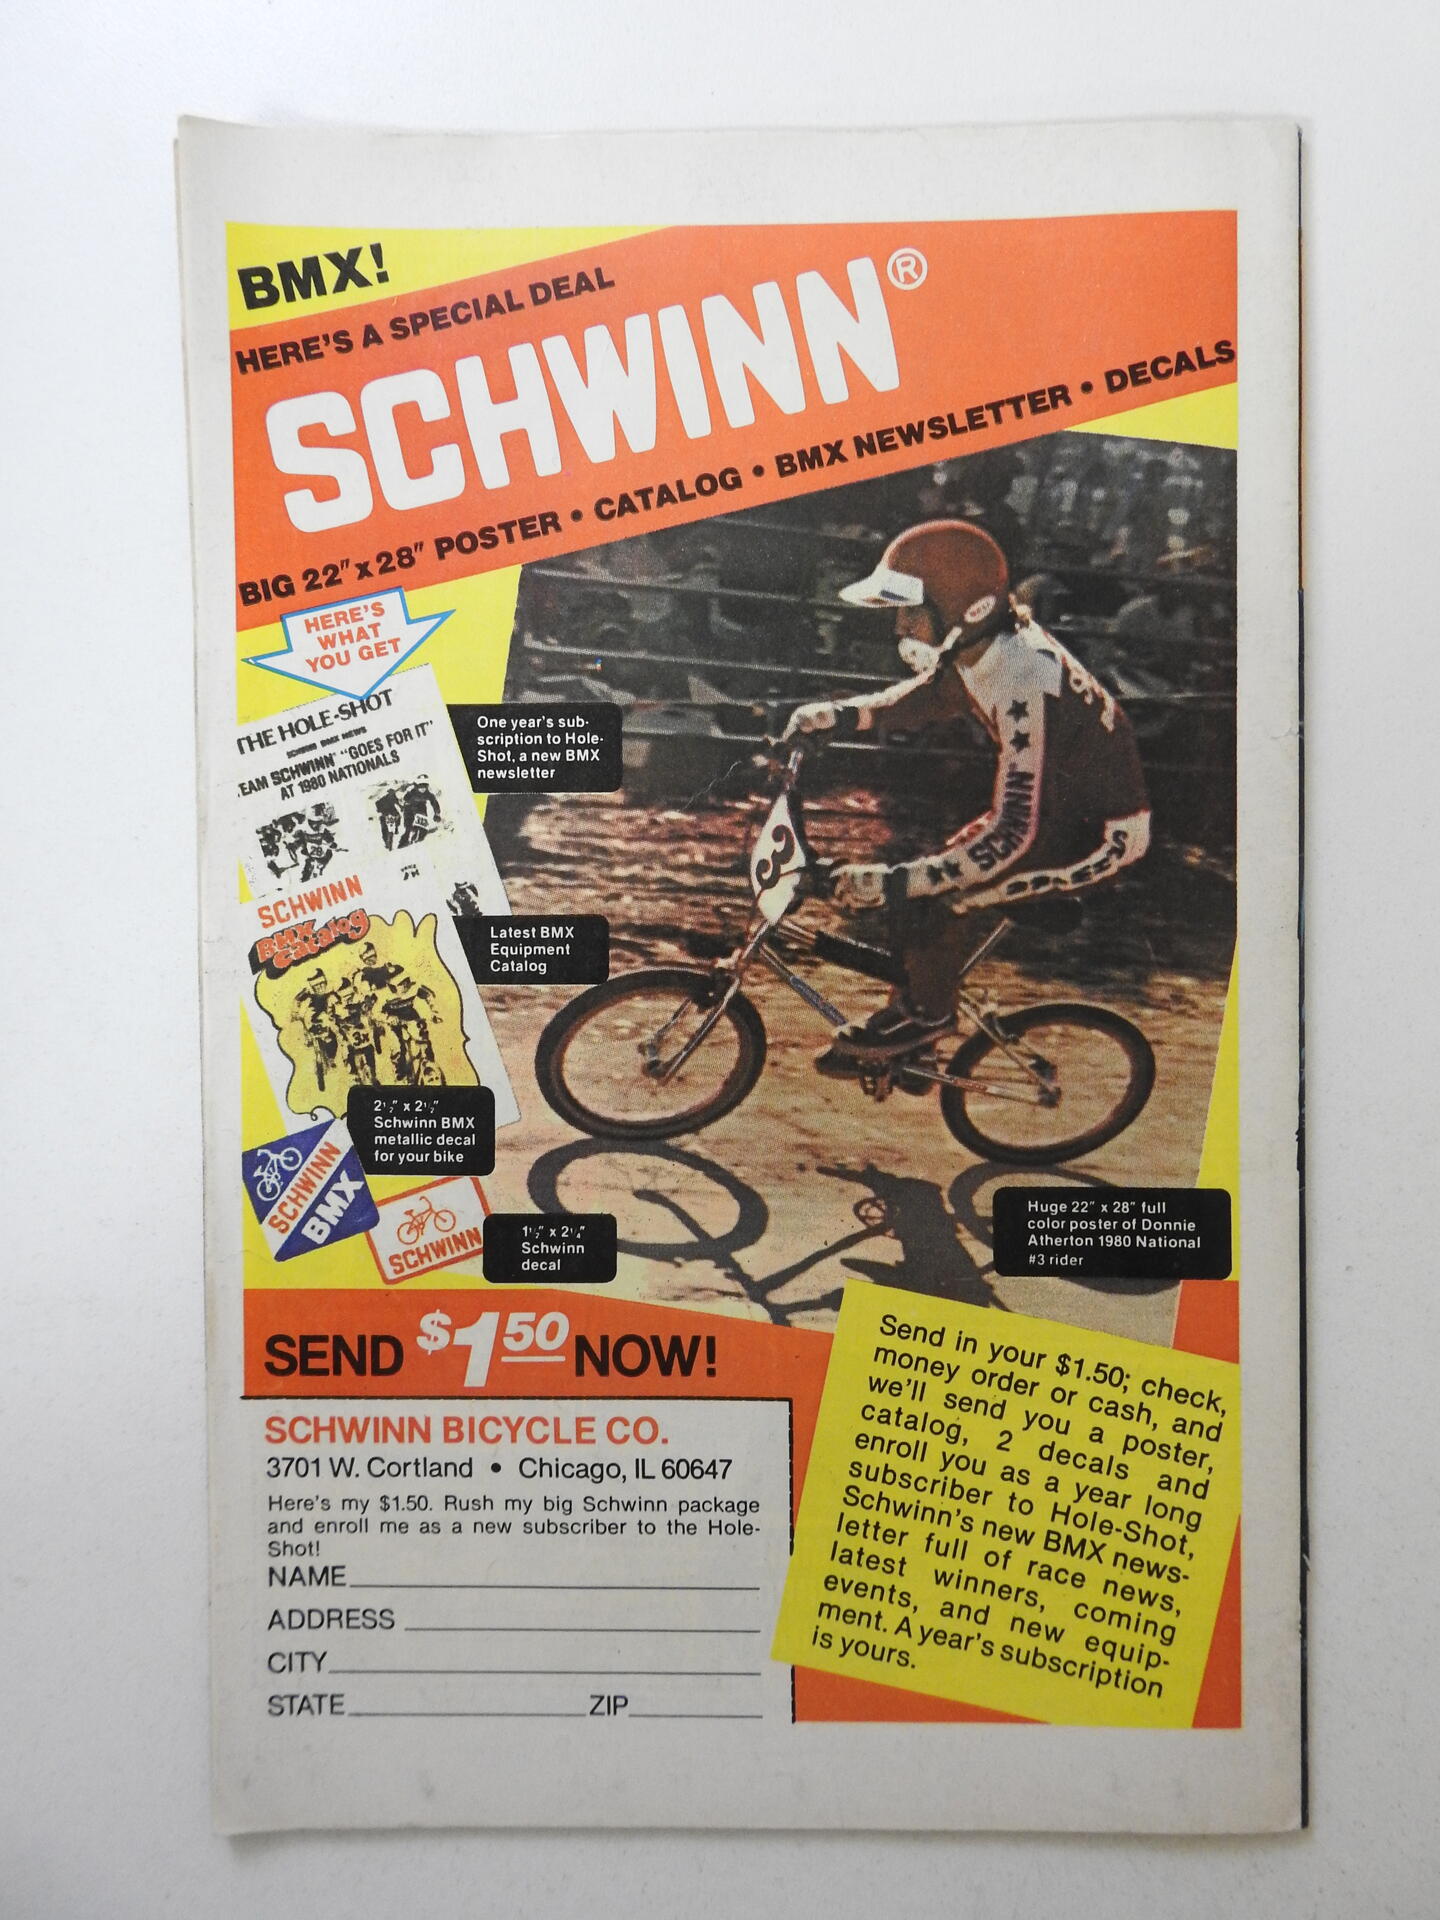 BMX!
HERE'S A SPECIAL DEAL
SCHWINN®
BIG 22" x 28" POSTER • CATALOG • BMX NEWSLETTER • DECALS
HERE'S
WHAT
YOU GET
THE HOLE-SHOT
SCHWINN BMX NEWS
TEAM SCHWINN "GOES FOR IT"
AT 1980 NATIONALS
One year's sub-
scription to Hole-
Shot, a new BMX
newsletter
SCHWINN
BMX
Catalog
Latest BMX
Equipment
Catalog
2½" x 2½"
Schwinn BMX
metallic decal
for your bike
SCHWINN
BMX
SCHWINN
1½" x 2¼"
Schwinn
decal
3
★★ SCHWINN ★★
Huge 22" x 28" full
color poster of Donnie
Atherton 1980 National
#3 rider
SEND $1.50 NOW!
SCHWINN BICYCLE CO.
3701 W. Cortland • Chicago, IL 60647
Here's my $1.50. Rush my big Schwinn package
and enroll me as a new subscriber to the Hole-
Shot!
NAME
ADDRESS
CITY
STATE ZIP
Send in your $1.50; check,
money order or cash, and
we'll send you a poster,
catalog, 2 decals and
enroll you as a year long
subscriber to Hole-Shot,
Schwinn's new BMX news-
letter full of race news,
latest winners, coming
events, and new equip-
ment. A year's subscription
is yours.